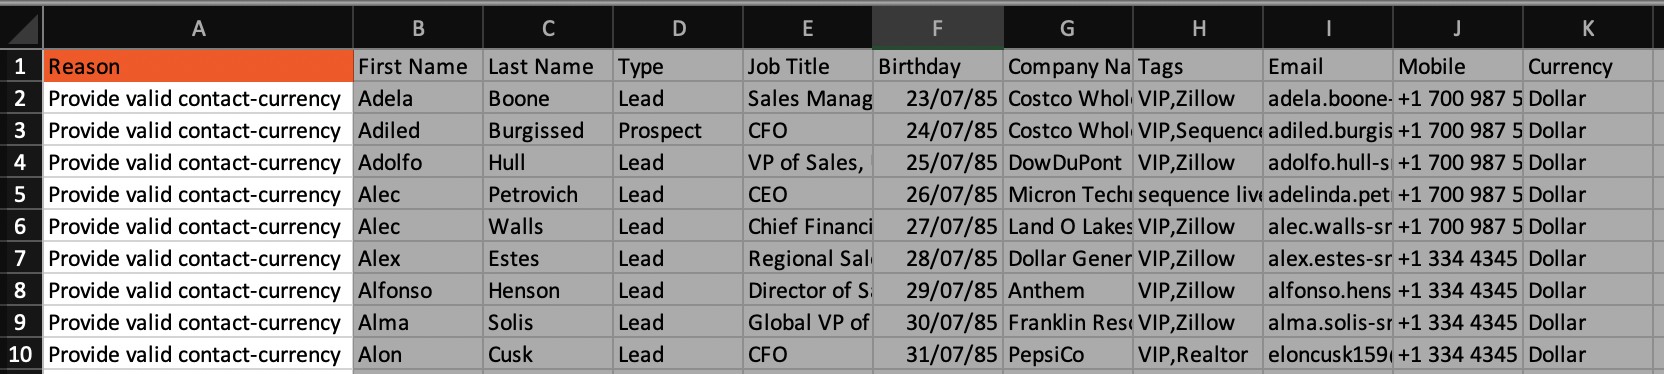 A B C D E F G H I J K
1 Reason First Name Last Name Type Job Title Birthday Company Na Tags Email Mobile Currency
2 Provide valid contact-currency Adela Boone Lead Sales Manag 23/07/85 Costco Whol VIP,Zillow adela.boone- +1 700 987 5 Dollar
3 Provide valid contact-currency Adiled Burgissed Prospect CFO 24/07/85 Costco Whol VIP,Sequence adiled.burgis +1 700 987 5 Dollar
4 Provide valid contact-currency Adolfo Hull Lead VP of Sales, 25/07/85 DowDuPont VIP,Zillow adolfo.hull-s +1 700 987 5 Dollar
5 Provide valid contact-currency Alec Petrovich Lead CEO 26/07/85 Micron Tech sequence live adelinda.pet +1 700 987 5 Dollar
6 Provide valid contact-currency Alec Walls Lead Chief Financi 27/07/85 Land O Lakes VIP,Zillow alec.walls-sr +1 700 987 5 Dollar
7 Provide valid contact-currency Alex Estes Lead Regional Sal 28/07/85 Dollar Gener VIP,Zillow alex.estes-sr +1 334 4345 Dollar
8 Provide valid contact-currency Alfonso Henson Lead Director of S 29/07/85 Anthem VIP,Zillow alfonso.hens +1 334 4345 Dollar
9 Provide valid contact-currency Alma Solis Lead Global VP of 30/07/85 Franklin Reso VIP,Zillow alma.solis-sr +1 334 4345 Dollar
10 Provide valid contact-currency Alon Cusk Lead CFO 31/07/85 PepsiCo VIP,Realtor eloncusk159 +1 334 4345 Dollar